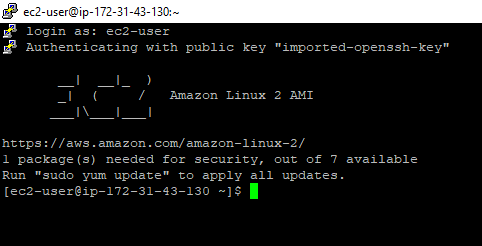 ec2-user@ip-172-31-43-130:~
login as: ec2-user
Authenticating with public key "imported-openssh-key"
       __|  __|_  )
       _|  (     /   Amazon Linux 2 AMI
      ___|\___|___|
https://aws.amazon.com/amazon-linux-2/
1 package(s) needed for security, out of 7 available
Run "sudo yum update" to apply all updates.
[ec2-user@ip-172-31-43-130 ~]$